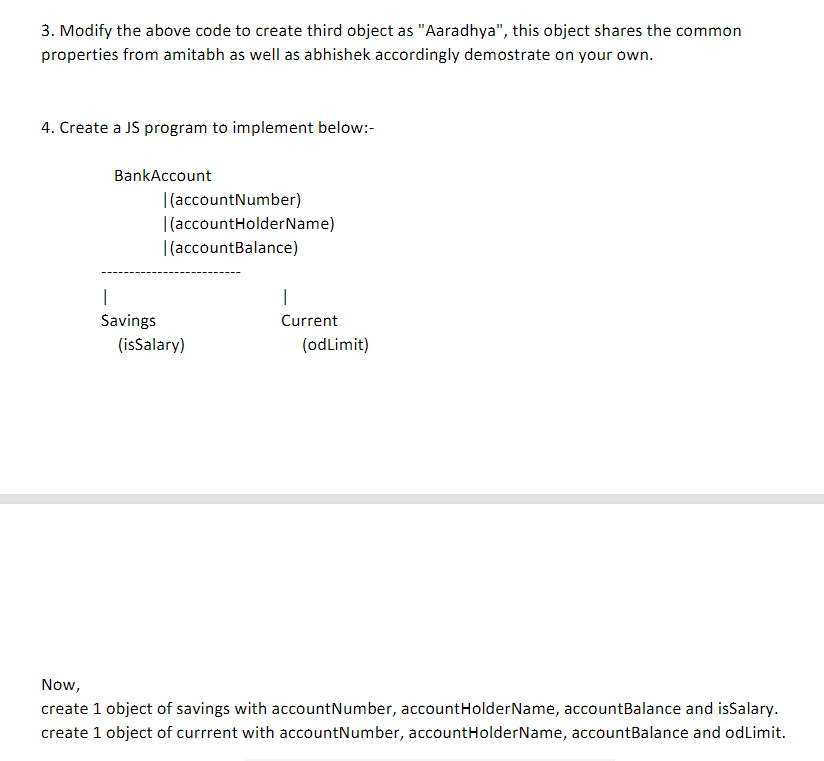 3. Modify the above code to create third object as "Aaradhya", this object shares the common
properties from amitabh as well as abhishek accordingly demostrate on your own.
4. Create a JS program to implement below:-
BankAccount
|(accountNumber)
|(accountHolderName)
|(accountBalance)
-------------------------
| |
Savings Current
(isSalary) (odLimit)
Now,
create 1 object of savings with accountNumber, accountHolderName, accountBalance and isSalary.
create 1 object of currrent with accountNumber, accountHolderName, accountBalance and odLimit.